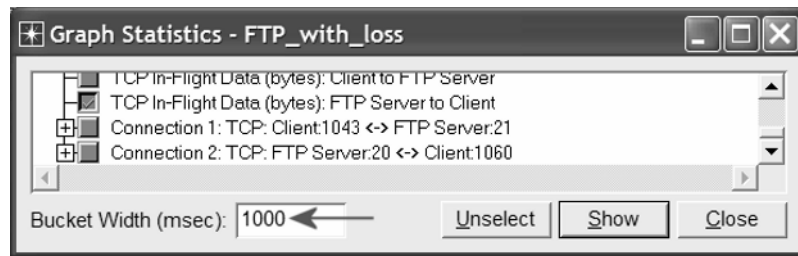 Graph Statistics - FTP_with_loss
TCP In-Flight Data (bytes): Client to FTP Server
TCP In-Flight Data (bytes): FTP Server to Client
Connection 1: TCP: Client:1043 <-> FTP Server:21
Connection 2: TCP: FTP Server:20 <-> Client:1060
Bucket Width (msec): 1000 Unselect Show Close